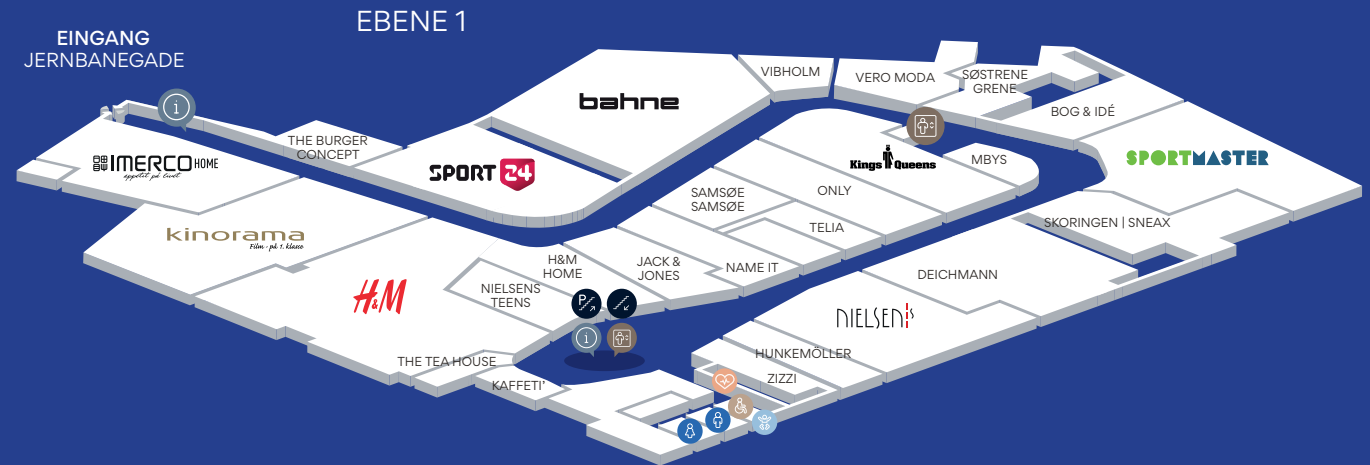 EBENE 1
EINGANG
JERNBANEGADE
i
IMERCO HOME
appetit på livet
THE BURGER
CONCEPT
SPORT 24
bahne
VIBHOLM
VERO MODA
SØSTRENE
GRENE
BOG & IDÉ
SPORTMASTER
Kings Queens
MBYS
ONLY
SAMSØE
SAMSØE
TELIA
NAME IT
JACK &
JONES
H&M
HOME
NIELSENS
TEENS
H&M
kinorama
Film - på 1. klasse
SKORINGEN | SNEAX
DEICHMANN
NIELSEN'S
HUNKEMÖLLER
ZIZZI
P
i
THE TEA HOUSE
KAFFETI'